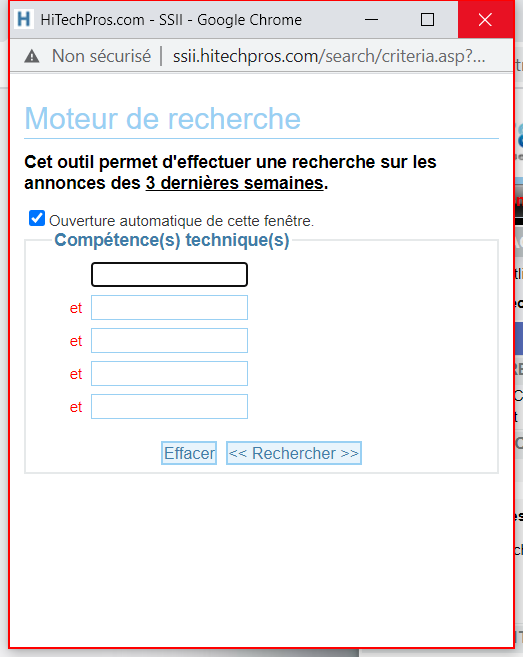 HiTechPros.com - SSII - Google Chrome
Non sécurisé | ssii.hitechpros.com/search/criteria.asp?...
Moteur de recherche
Cet outil permet d'effectuer une recherche sur les
annonces des 3 dernières semaines.
Ouverture automatique de cette fenêtre.
Compétence(s) technique(s)
et
et
et
et
Effacer << Rechercher >>